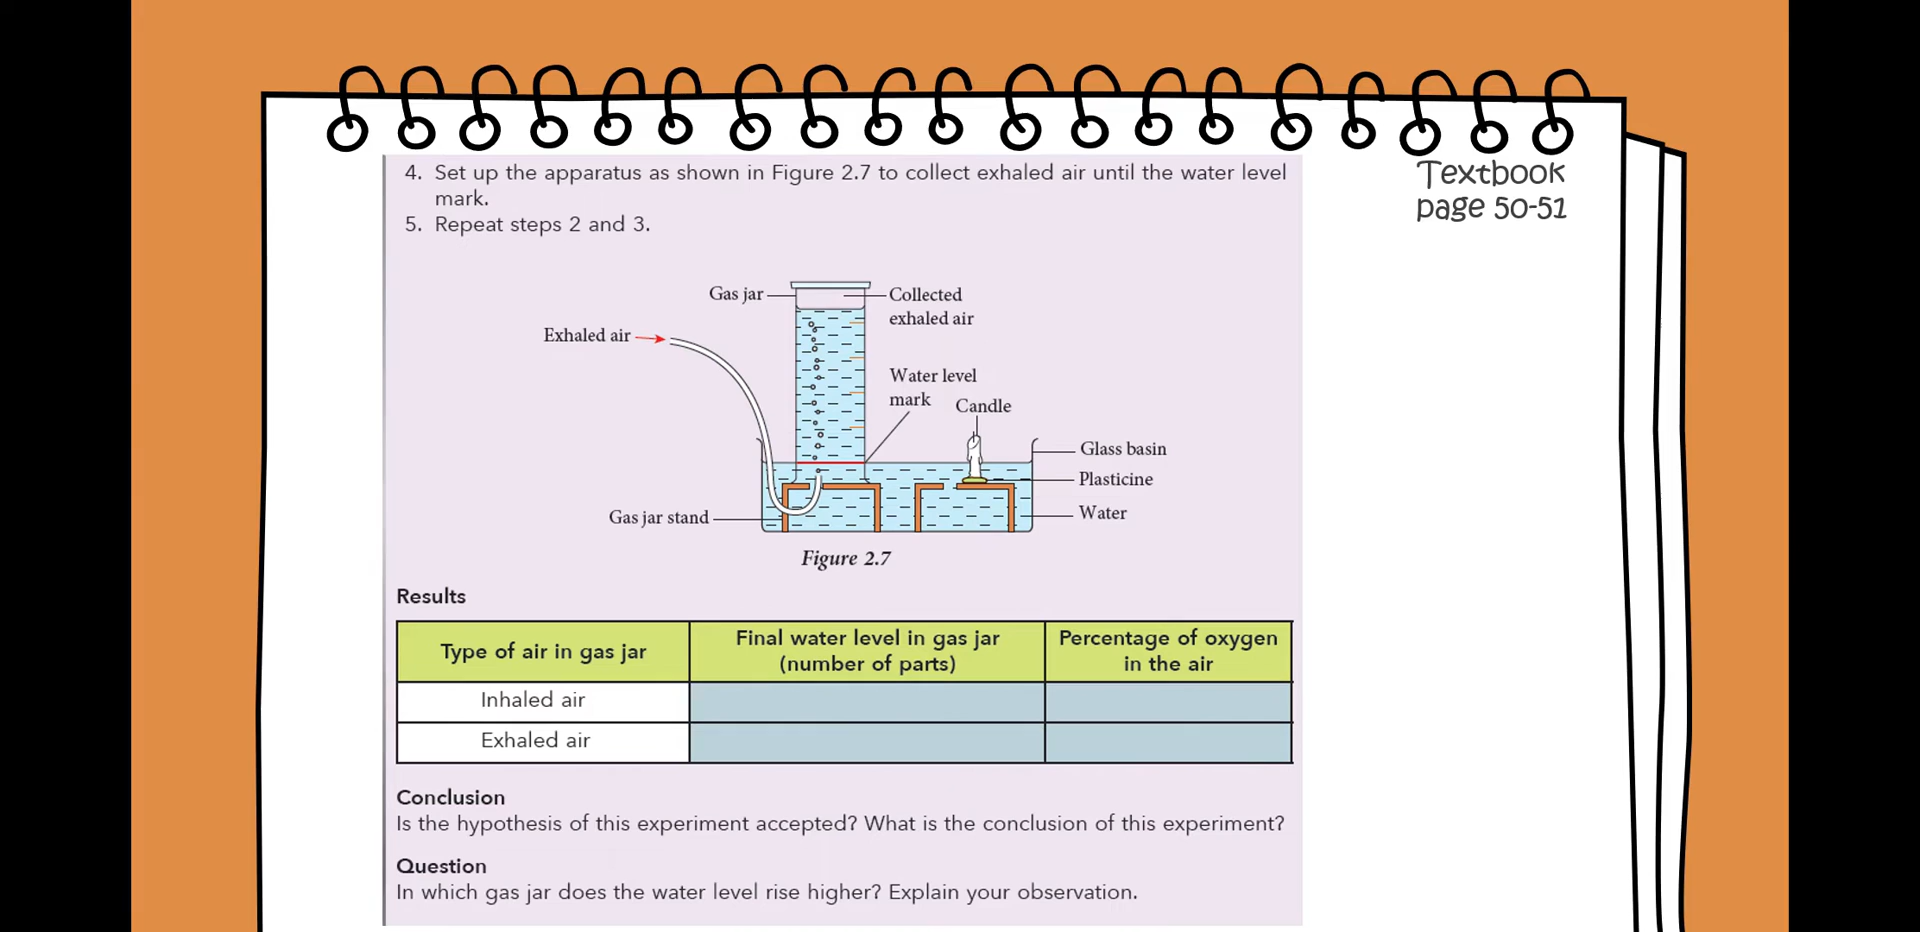 Textbook
page 50-51
4. Set up the apparatus as shown in Figure 2.7 to collect exhaled air until the water level
mark.
5. Repeat steps 2 and 3.
Gas jar
Collected
exhaled air
Exhaled air
Water level
mark
Candle
Glass basin
Plasticine
Gas jar stand
Water
Figure 2.7
Results
Type of air in gas jar
Final water level in gas jar
(number of parts)
Percentage of oxygen
in the air
Inhaled air
Exhaled air
Conclusion
Is the hypothesis of this experiment accepted? What is the conclusion of this experiment?
Question
In which gas jar does the water level rise higher? Explain your observation.